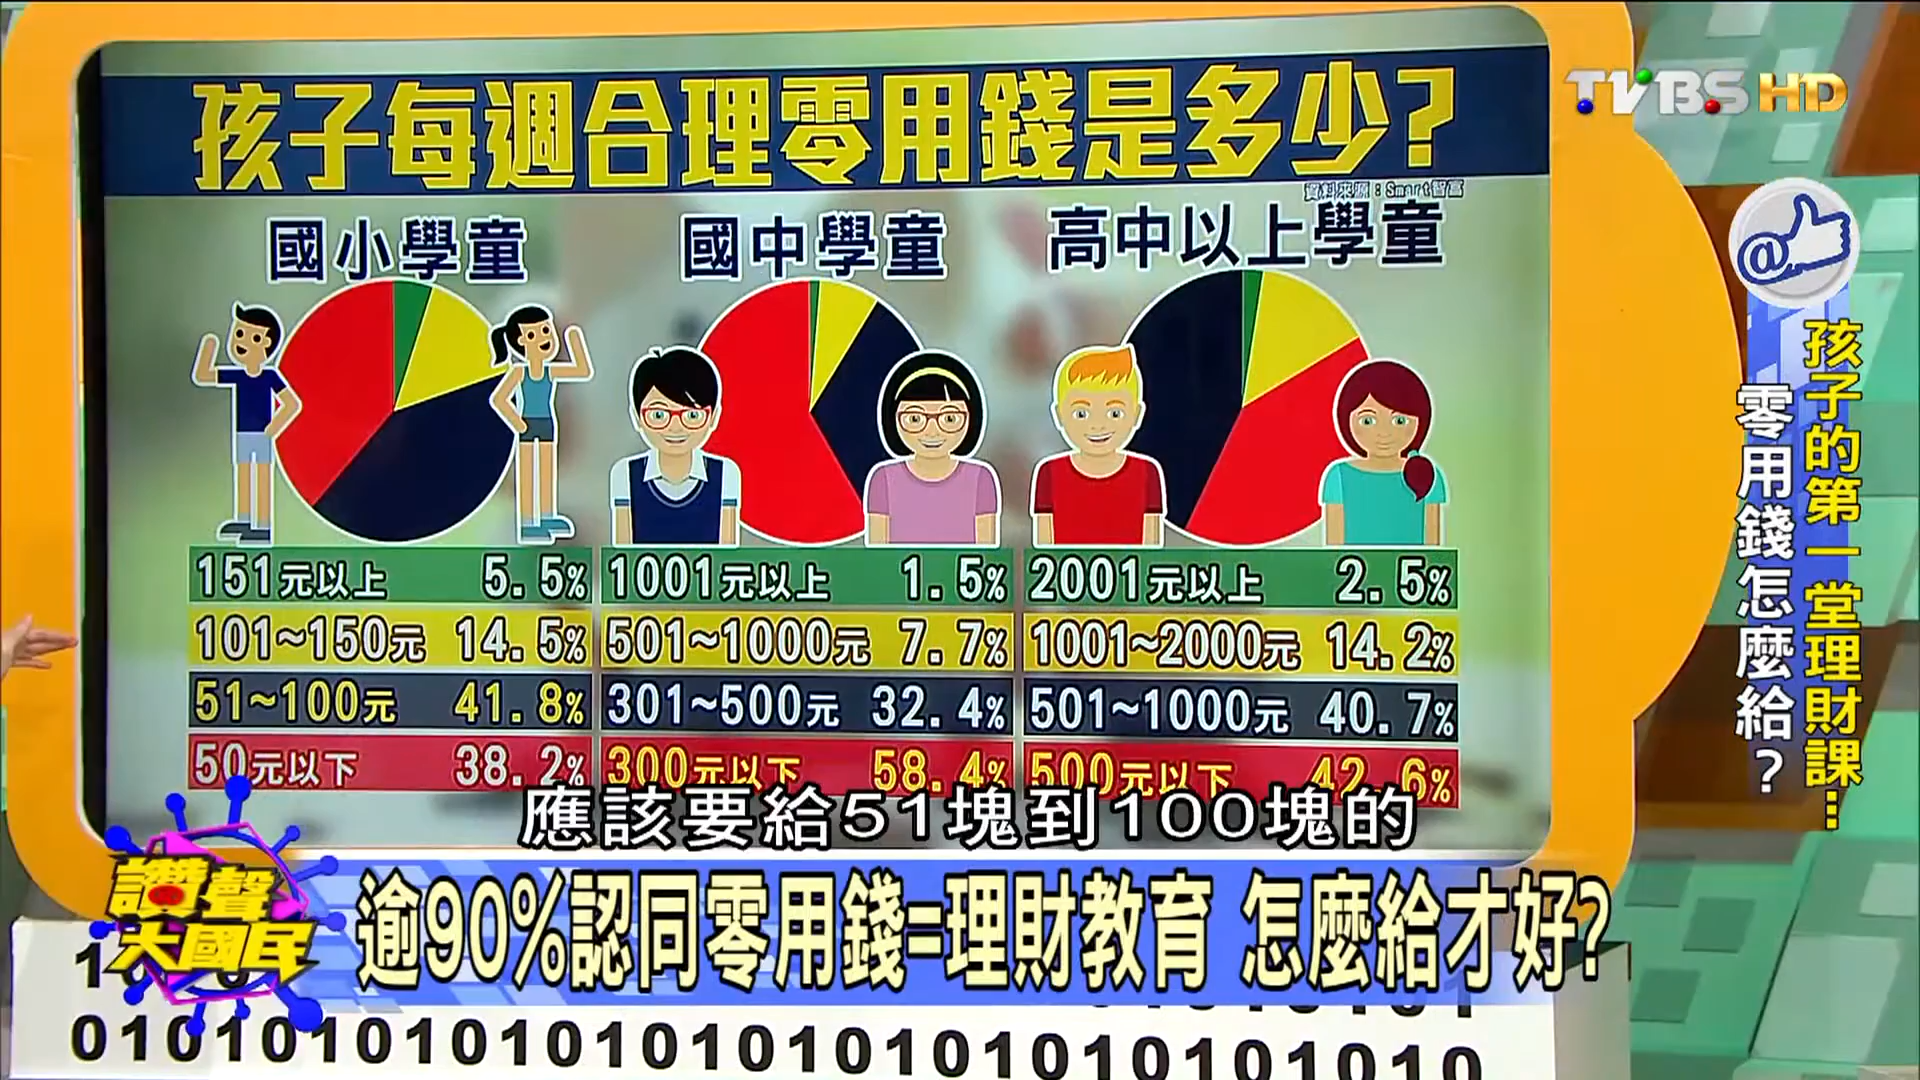 孩子每週合理零用錢是多少?
TVBS HD
資料來源：Smart智富
國小學童
國中學童
高中以上學童
151元以上 5.5%
101~150元 14.5%
51~100元 41.8%
50元以下 38.2%
1001元以上 1.5%
501~1000元 7.7%
301~500元 32.4%
300元以下 58.4%
2001元以上 2.5%
1001~2000元 14.2%
501~1000元 40.7%
500元以下 42.6%
@
孩子的第一堂理財課…
零用錢怎麼給？
應該要給51塊到100塊的
讚聲大國民
逾90%認同零用錢=理財教育 怎麼給才好?
010101010101010101010101010101010101010